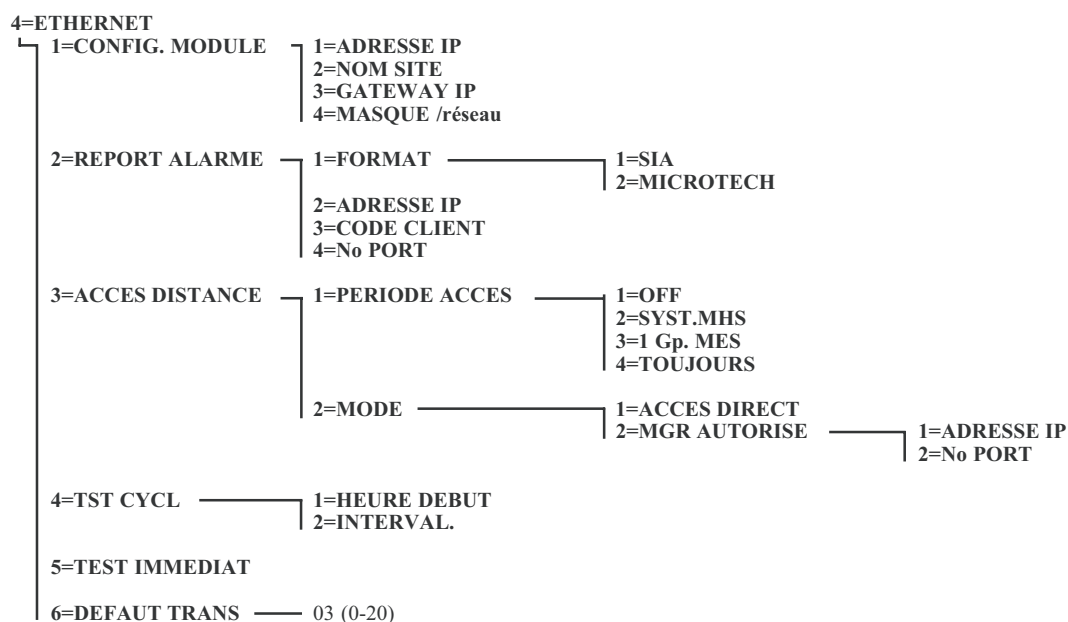 4=ETHERNET
1=CONFIG. MODULE
1=ADRESSE IP
2=NOM SITE
3=GATEWAY IP
4=MASQUE /réseau
2=REPORT ALARME
1=FORMAT
1=SIA
2=MICROTECH
2=ADRESSE IP
3=CODE CLIENT
4=No PORT
3=ACCES DISTANCE
1=PERIODE ACCES
1=OFF
2=SYST.MHS
3=1 Gp. MES
4=TOUJOURS
2=MODE
1=ACCES DIRECT
2=MGR AUTORISE
1=ADRESSE IP
2=No PORT
4=TST CYCL
1=HEURE DEBUT
2=INTERVAL.
5=TEST IMMEDIAT
6=DEFAUT TRANS
03 (0-20)